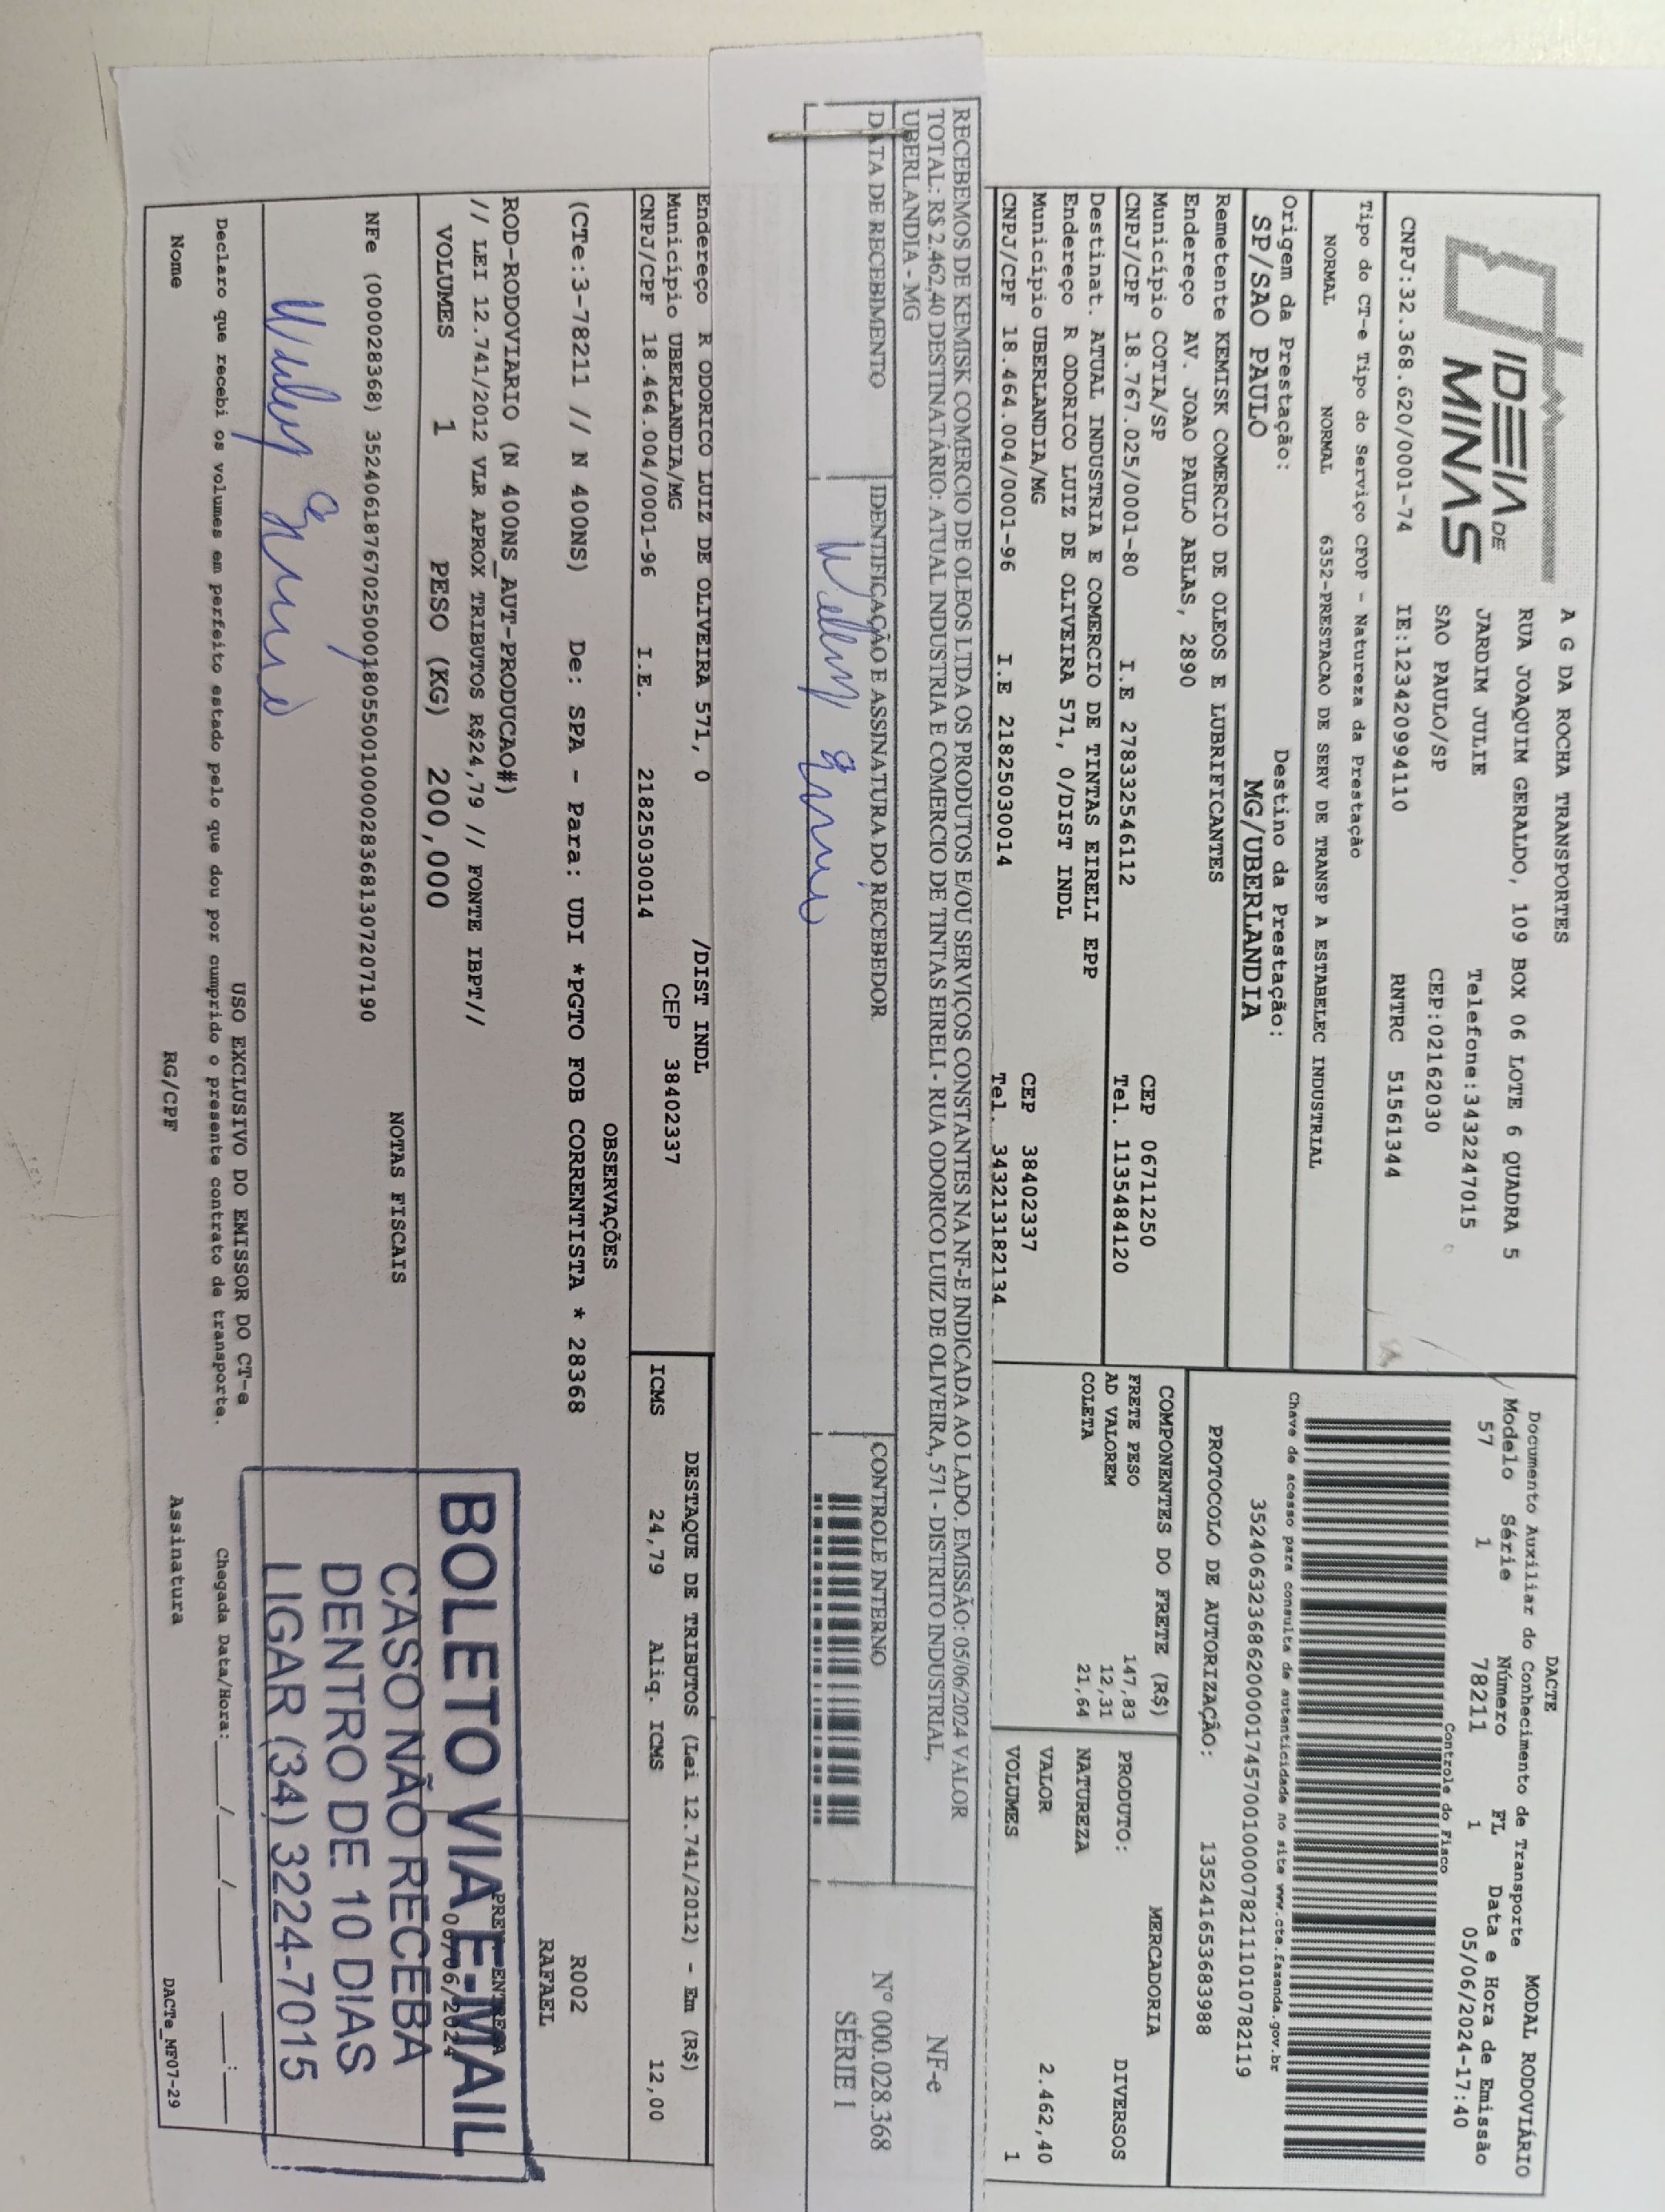 IDEIA DE
MINAS
A G DA ROCHA TRANSPORTES
RUA JOAQUIM GERALDO, 109 BOX 06 LOTE 6 QUADRA 5
JARDIM JULIE Telefone:3432247015
SAO PAULO/SP CEP:02162030
CNPJ:32.368.620/0001-74 IE:123420994110 RNTRC 51561344
Tipo do CT-e Tipo do Serviço CFOP - Natureza da Prestação
NORMAL NORMAL 6352-PRESTACAO DE SERV DE TRANSP A ESTABELEC INDUSTRIAL
Origem da Prestação: Destino da Prestação:
SP/SAO PAULO MG/UBERLANDIA
DACTE MODAL RODOVIÁRIO
Documento Auxiliar do Conhecimento de Transporte
Modelo Série Número FL Data e Hora de Emissão
57 1 78211 1 05/06/2024-17:40
Controle do Fisco
Chave de acesso para consulta de autenticidade no site www.cte.fazenda.gov.br
35240632368620000174570010000782111010782119
PROTOCOLO DE AUTORIZAÇÃO: 135241653683988
Remetente KEMISK COMERCIO DE OLEOS E LUBRIFICANTES
Endereço AV. JOAO PAULO ABLAS, 2890
Município COTIA/SP CEP 06711250
CNPJ/CPF 18.767.025/0001-80 I.E 278332546112 Tel. 1135484120
Destinat. ATUAL INDUSTRIA E COMERCIO DE TINTAS EIRELI EPP
Endereço R ODORICO LUIZ DE OLIVEIRA 571, 0/DIST INDL
Município UBERLANDIA/MG CEP 38402337
CNPJ/CPF 18.464.004/0001-96 I.E 2182503001​4 Tel. 343213182134
COMPONENTES DO FRETE (R$)
FRETE PESO 147,83
AD VALOREM 12,31
COLETA 21,64
MERCADORIA
PRODUTO: DIVERSOS
NATUREZA
VALOR 2.462,40
VOLUMES 1
RECEBEMOS DE KEMISK COMERCIO DE OLEOS LTDA OS PRODUTOS E/OU SERVIÇOS CONSTANTES NA NF-E INDICADA AO LADO. EMISSÃO: 05/06/2024 VALOR
TOTAL: R$ 2.462,40 DESTINATÁRIO: ATUAL INDUSTRIA E COMERCIO DE TINTAS EIRELI - RUA ODORICO LUIZ DE OLIVEIRA, 571 - DISTRITO INDUSTRIAL,
UBERLANDIA - MG
DATA DE RECEBIMENTO IDENTIFICAÇÃO E ASSINATURA DO RECEBEDOR CONTROLE INTERNO
NF-e
Nº 000.028.368
SÉRIE 1
Endereço R ODORICO LUIZ DE OLIVEIRA 571, 0 /DIST INDL
Município UBERLANDIA/MG CEP 38402337
CNPJ/CPF 18.464.004/0001-96 I.E. 21825030014
DESTAQUE DE TRIBUTOS (Lei 12.741/2012) - Em (R$)
ICMS 24,79 Aliq. ICMS 12,00
OBSERVAÇÕES
(CTe:3-78211 // N 400NS) De: SPA - Para: UDI *PGTO FOB CORRENTISTA * 28368
R002
RAFAEL
ROD-RODOVIARIO (N 400NS_AUT-PRODUCAO#)
// LEI 12.741/2012 VLR APROX TRIBUTOS R$24,79 // FONTE IBPT//
VOLUMES 1 PESO (KG) 200,000
NOTAS FISCAIS
NFe (000028368) 35240618767025000180550010000283681307207190
BOLETO VIA E-MAIL
CASO NÃO RECEBA
DENTRO DE 10 DIAS
LIGAR (34) 3224-7015
USO EXCLUSIVO DO EMISSOR DO CT-e
Declaro que recebi os volumes em perfeito estado pelo que dou por cumprido o presente contrato de transporte. Chegada Data/Hora: ____/____/____ ___:___
Nome RG/CPF Assinatura DACTe_MF07-29